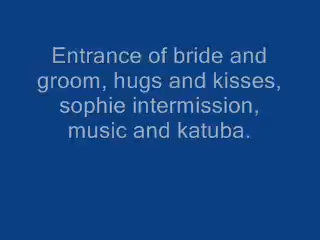 Entrance of bride and
groom, hugs and kisses,
sophie intermission,
music and katuba.